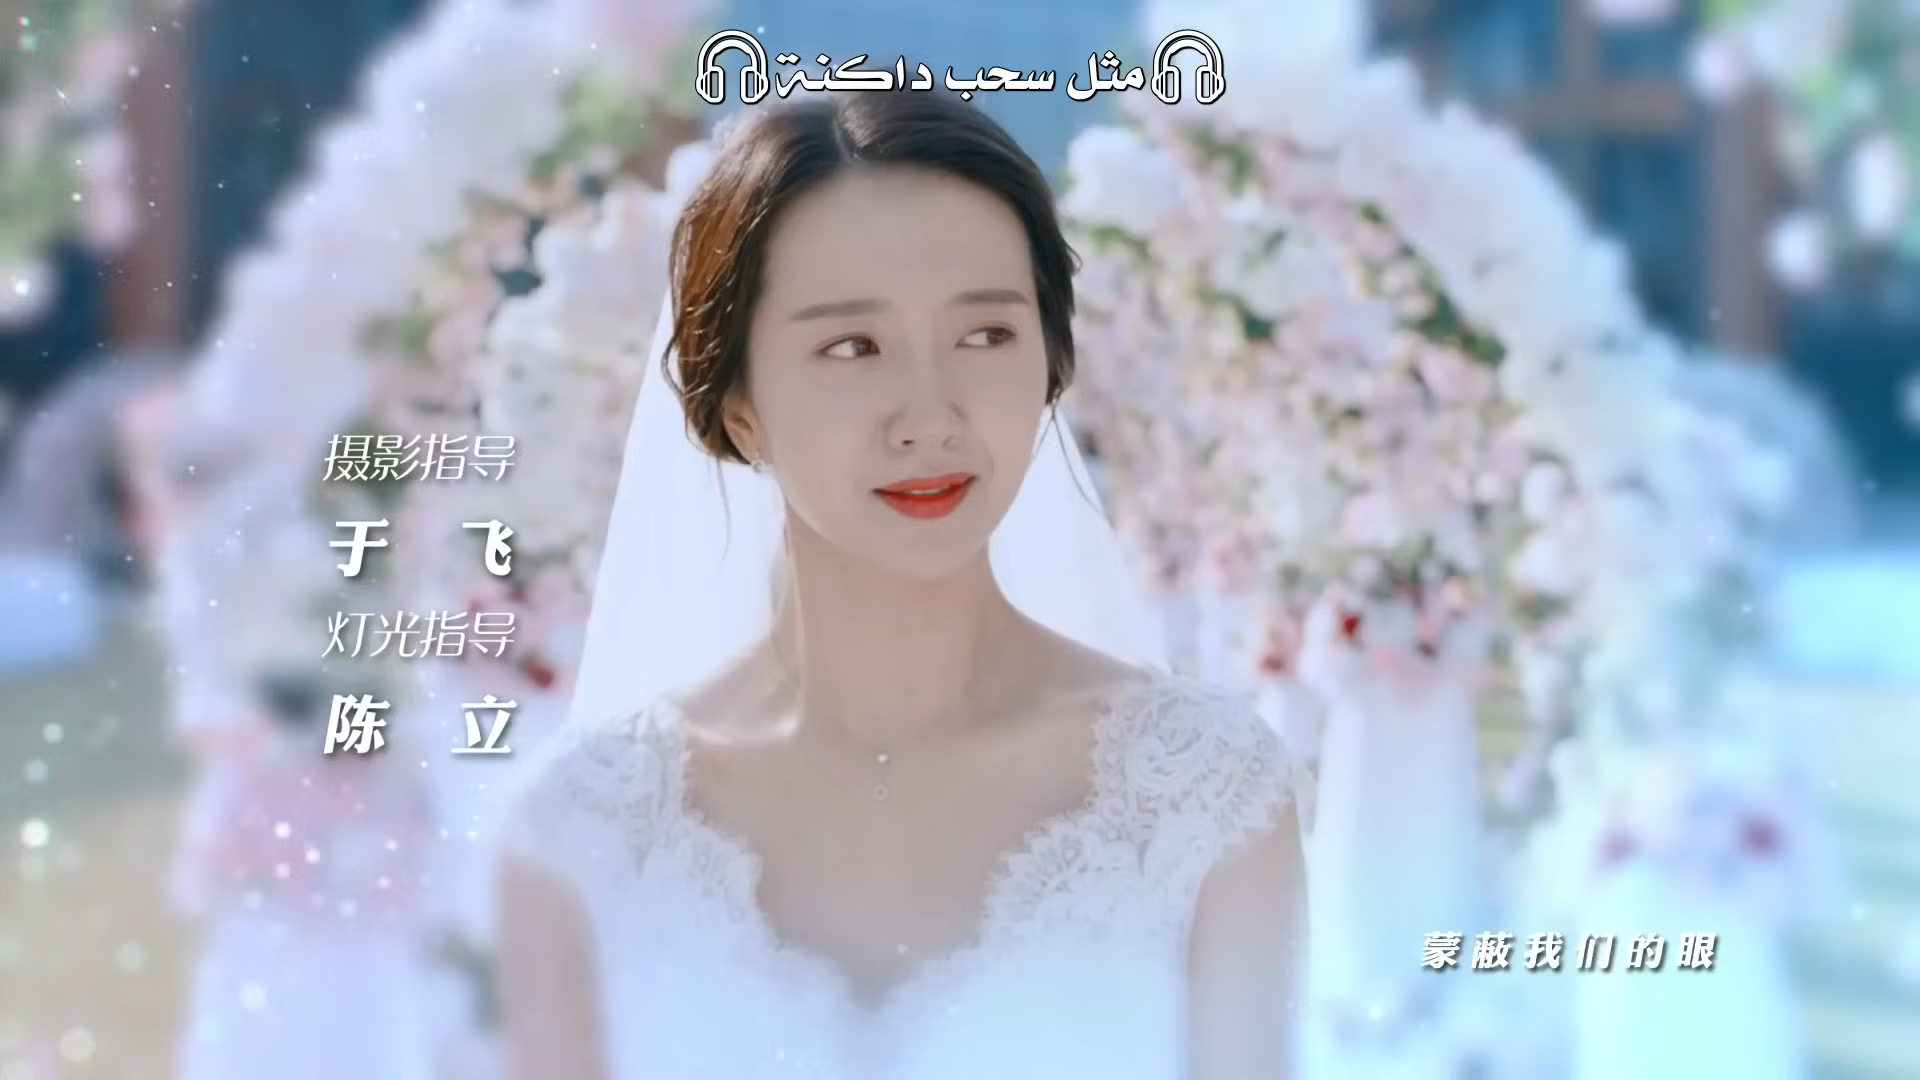 مثل سحب داكنة
摄影指导
于 飞
灯光指导
陈 立
蒙蔽我们的眼